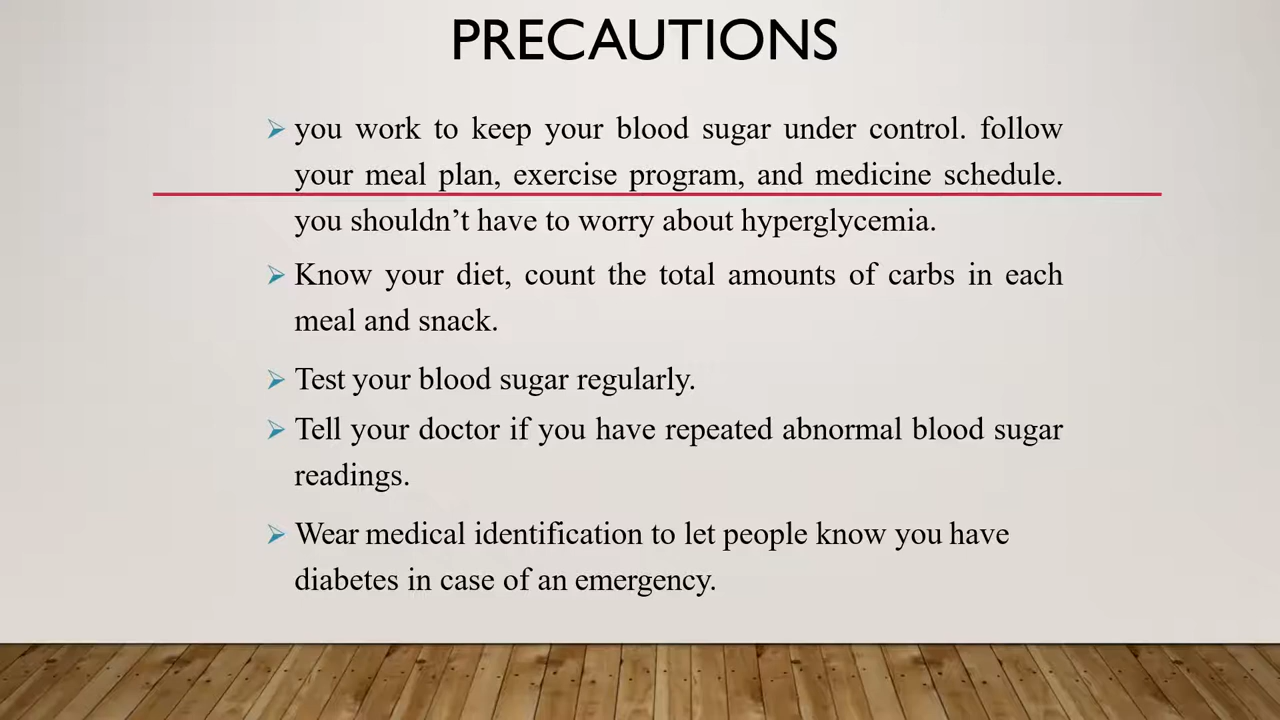 PRECAUTIONS
➢ you work to keep your blood sugar under control. follow
your meal plan, exercise program, and medicine schedule.
you shouldn’t have to worry about hyperglycemia.
➢ Know your diet, count the total amounts of carbs in each
meal and snack.
➢ Test your blood sugar regularly.
➢ Tell your doctor if you have repeated abnormal blood sugar
readings.
➢ Wear medical identification to let people know you have
diabetes in case of an emergency.